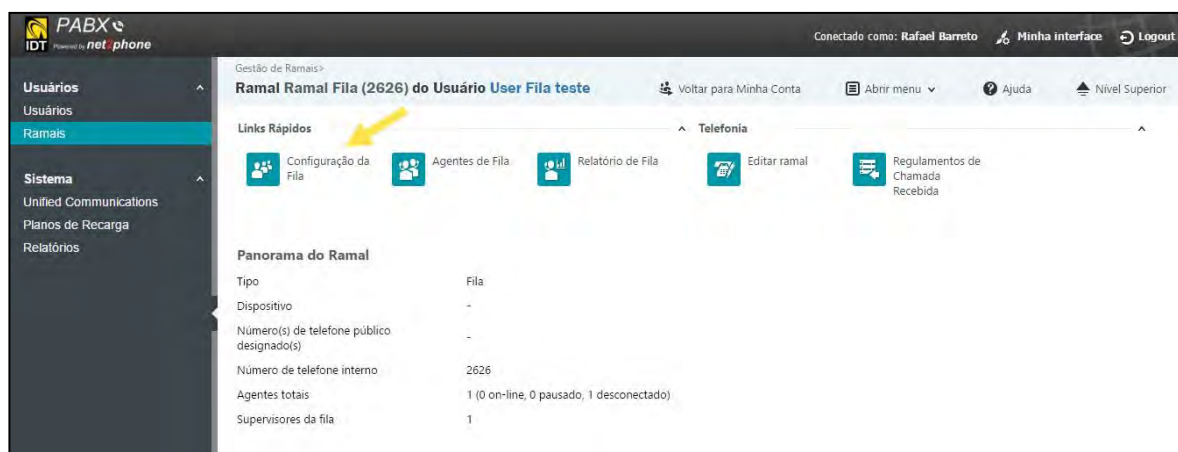 PABX
IDT Powered by net2phone
Conectado como: Rafael Barreto Minha interface Logout
Usuários
Usuários
Ramais
Sistema
Unified Communications
Planos de Recarga
Relatórios
Gestão de Ramais>
Ramal Ramal Fila (2626) do Usuário User Fila teste
Voltar para Minha Conta Abrir menu Ajuda Nível Superior
Links Rápidos
Configuração da
Fila
Agentes de Fila
Relatório de Fila
Telefonia
Editar ramal
Regulamentos de
Chamada
Recebida
Panorama do Ramal
Tipo Fila
Dispositivo -
Número(s) de telefone público
designado(s) -
Número de telefone interno 2626
Agentes totais 1 (0 on-line, 0 pausado, 1 desconectado)
Supervisores da fila 1